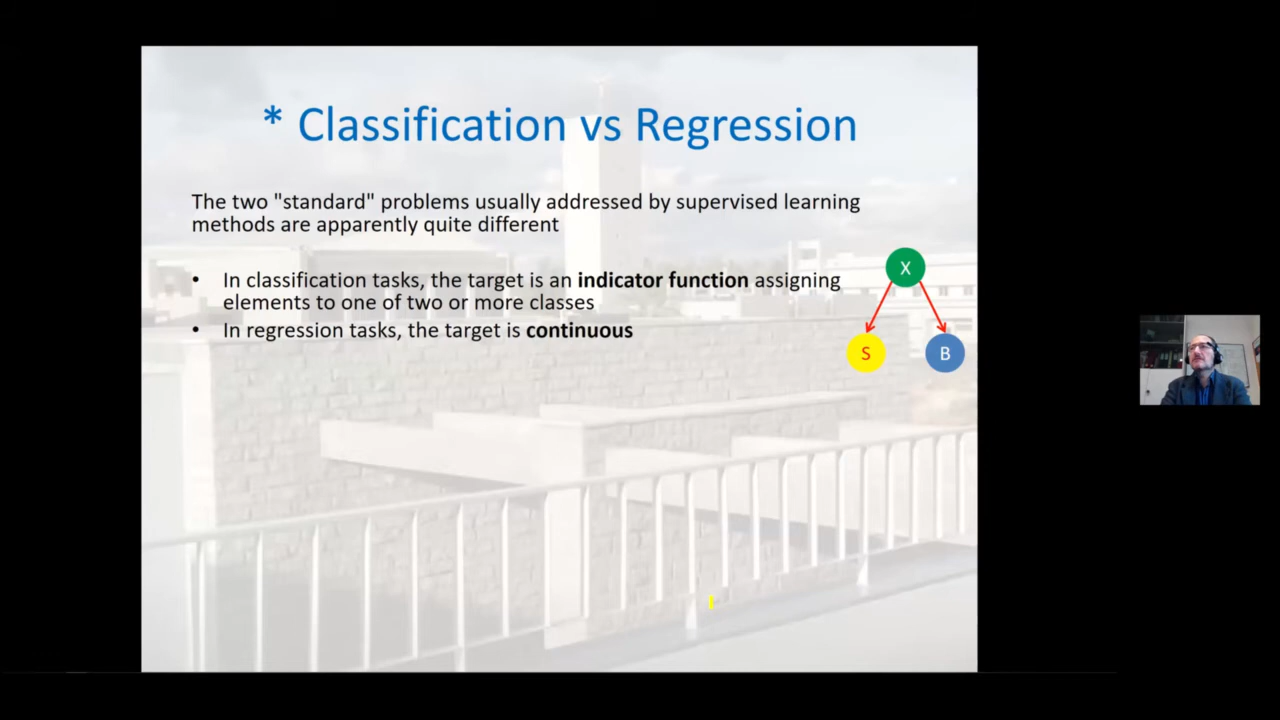 * Classification vs Regression
The two "standard" problems usually addressed by supervised learning
methods are apparently quite different
• In classification tasks, the target is an indicator function assigning
elements to one of two or more classes
• In regression tasks, the target is continuous
X
S
B